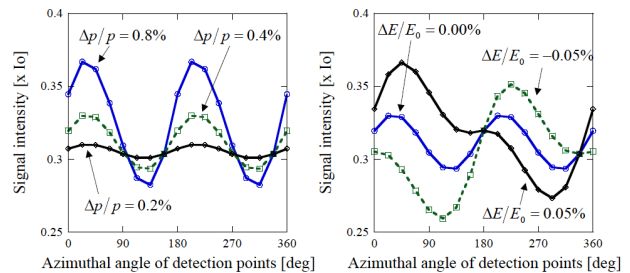 0.4
0.35
0.3
0.25
Signal intensity [x Io]
Δp/p = 0.8%
Δp/p = 0.4%
Δp/p = 0.2%
0 90 180 270 360
Azimuthal angle of detection points [deg]
0.4
0.35
0.3
0.25
Signal intensity [x Io]
ΔE/E₀ = 0.00%
ΔE/E₀ = −0.05%
ΔE/E₀ = 0.05%
0 90 180 270 360
Azimuthal angle of detection points [deg]